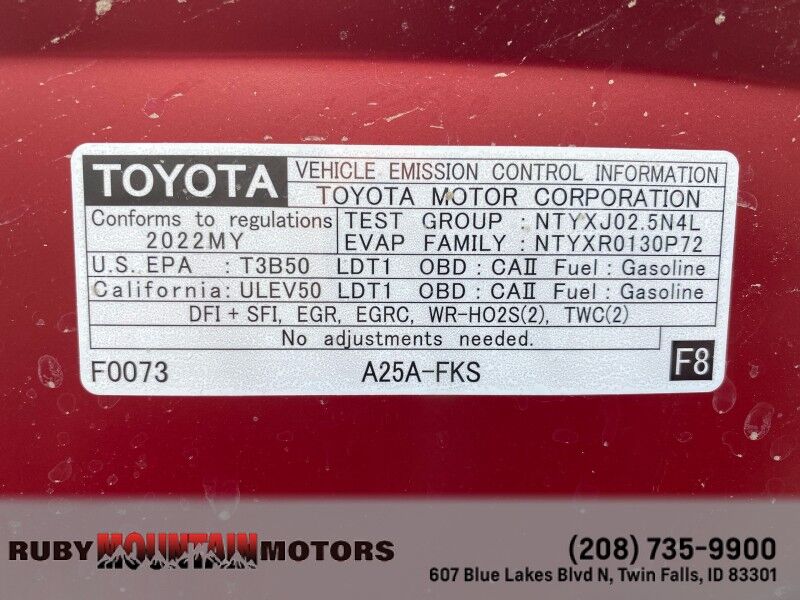 TOYOTA
VEHICLE EMISSION CONTROL INFORMATION
TOYOTA MOTOR CORPORATION
Conforms to regulations
2022MY
TEST GROUP : NTYXJ02.5N4L
EVAP FAMILY : NTYXR0130P72
U.S. EPA : T3B50 LDT1 OBD : CAⅡ Fuel : Gasoline
California: ULEV50 LDT1 OBD : CAⅡ Fuel : Gasoline
DFI + SFI, EGR, EGRC, WR-HO2S(2), TWC(2)
No adjustments needed.
F0073 A25A-FKS F8
RUBY MOUNTAIN MOTORS
(208) 735-9900
607 Blue Lakes Blvd N, Twin Falls, ID 83301